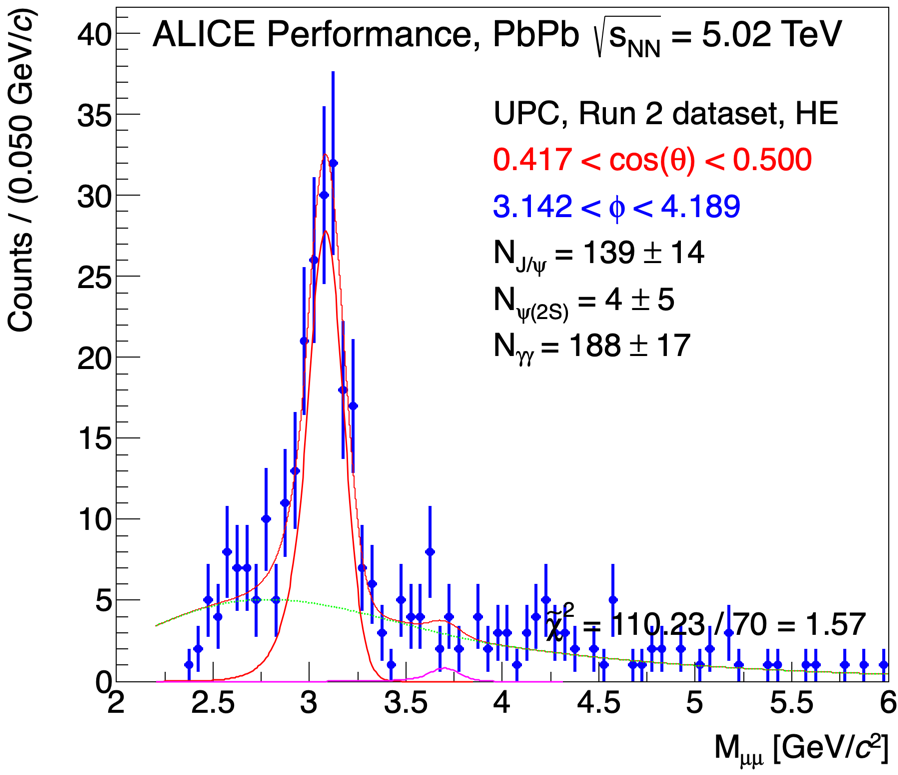 ALICE Performance, PbPb √sNN = 5.02 TeV
UPC, Run 2 dataset, HE
0.417 < cos(θ) < 0.500
3.142 < ϕ < 4.189
NJ/ψ = 139 ± 14
Nψ(2S) = 4 ± 5
Nγγ = 188 ± 17
χ̃² = 110.23 / 70 = 1.57
Counts / (0.050 GeV/c)
40
35
30
25
20
15
10
5
0
2 2.5 3 3.5 4 4.5 5 5.5 6
Mμμ [GeV/c²]